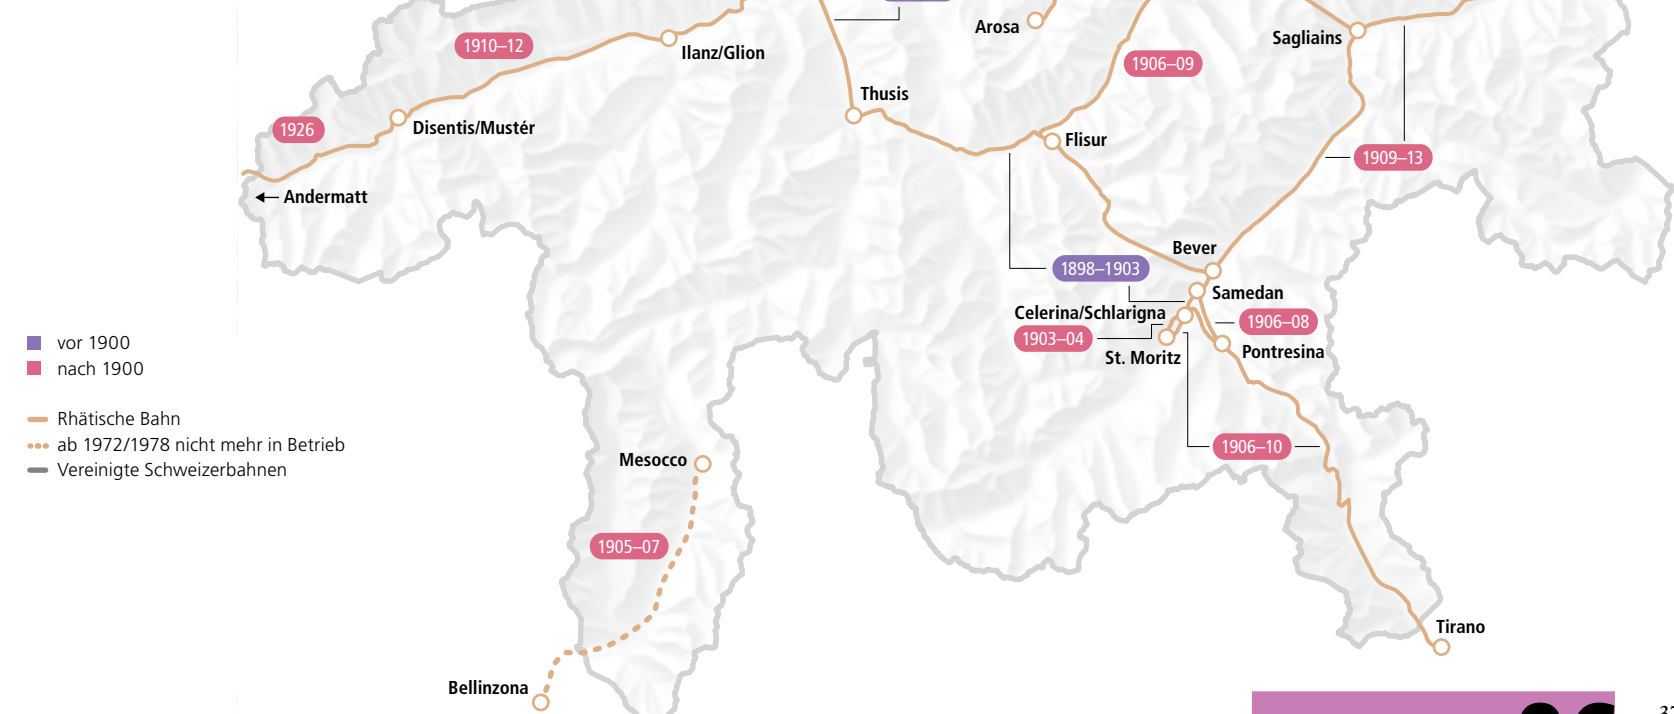 Arosa
Sagliains
1910–12
Ilanz/Glion
1906–09
Thusis
1926
Disentis/Mustér
Flisur
1909–13
Andermatt
Bever
1898–1903
Samedan
Celerina/Schlarigna
1906–08
1903–04
St. Moritz
Pontresina
vor 1900
nach 1900
Rhätische Bahn
ab 1972/1978 nicht mehr in Betrieb
Vereinigte Schweizerbahnen
1906–10
Mesocco
1905–07
Tirano
Bellinzona